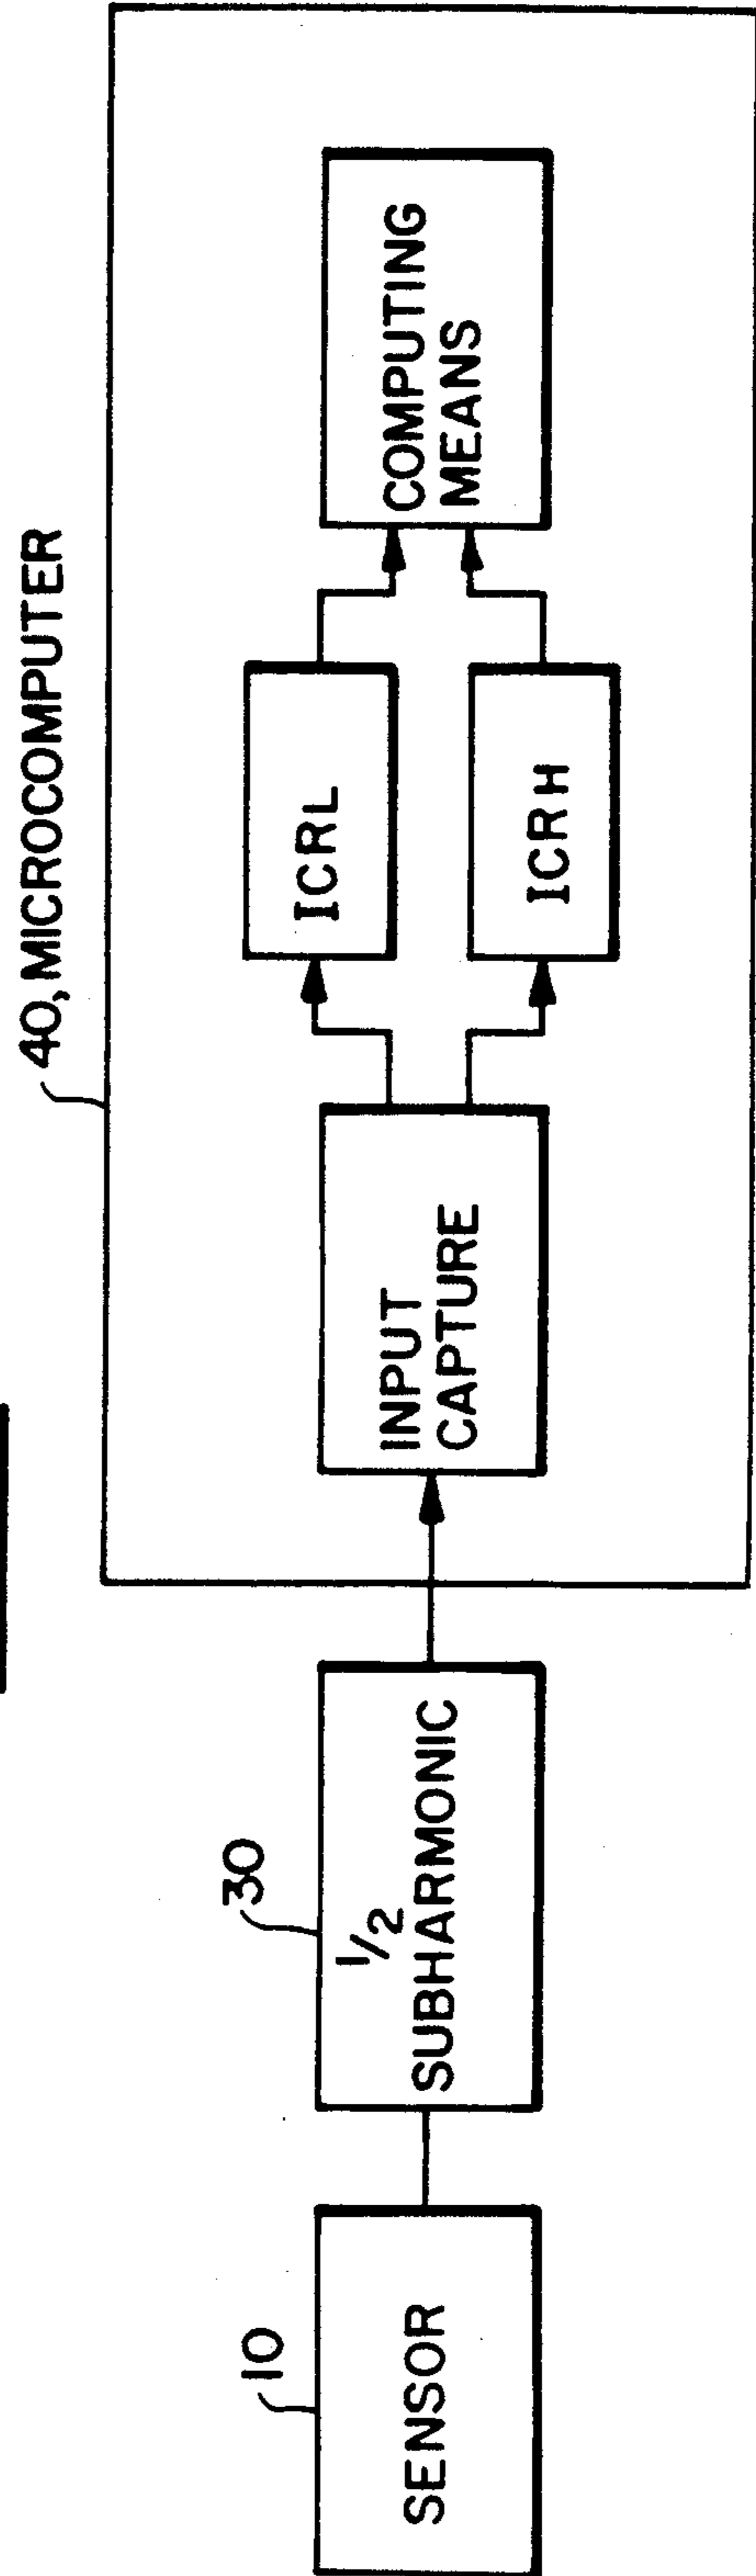 40, MICROCOMPUTER
10
SENSOR
30
1/2
SUBHARMONIC
INPUT
CAPTURE
ICRL
ICRH
COMPUTING
MEANS